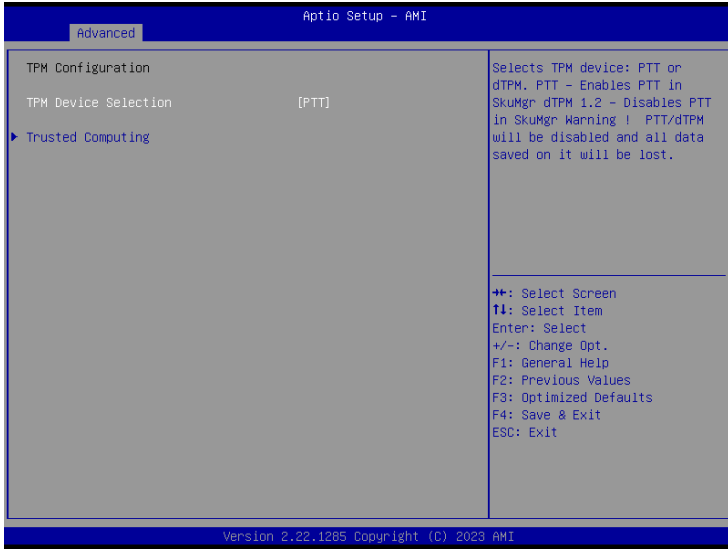 Aptio Setup - AMI
Advanced
TPM Configuration
TPM Device Selection [PTT]
Trusted Computing
Selects TPM device: PTT or
dTPM. PTT - Enables PTT in
SkuMgr dTPM 1.2 - Disables PTT
in SkuMgr Warning ! PTT/dTPM
will be disabled and all data
saved on it will be lost.
→←: Select Screen
↑↓: Select Item
Enter: Select
+/-: Change Opt.
F1: General Help
F2: Previous Values
F3: Optimized Defaults
F4: Save & Exit
ESC: Exit
Version 2.22.1285 Copyright (C) 2023 AMI